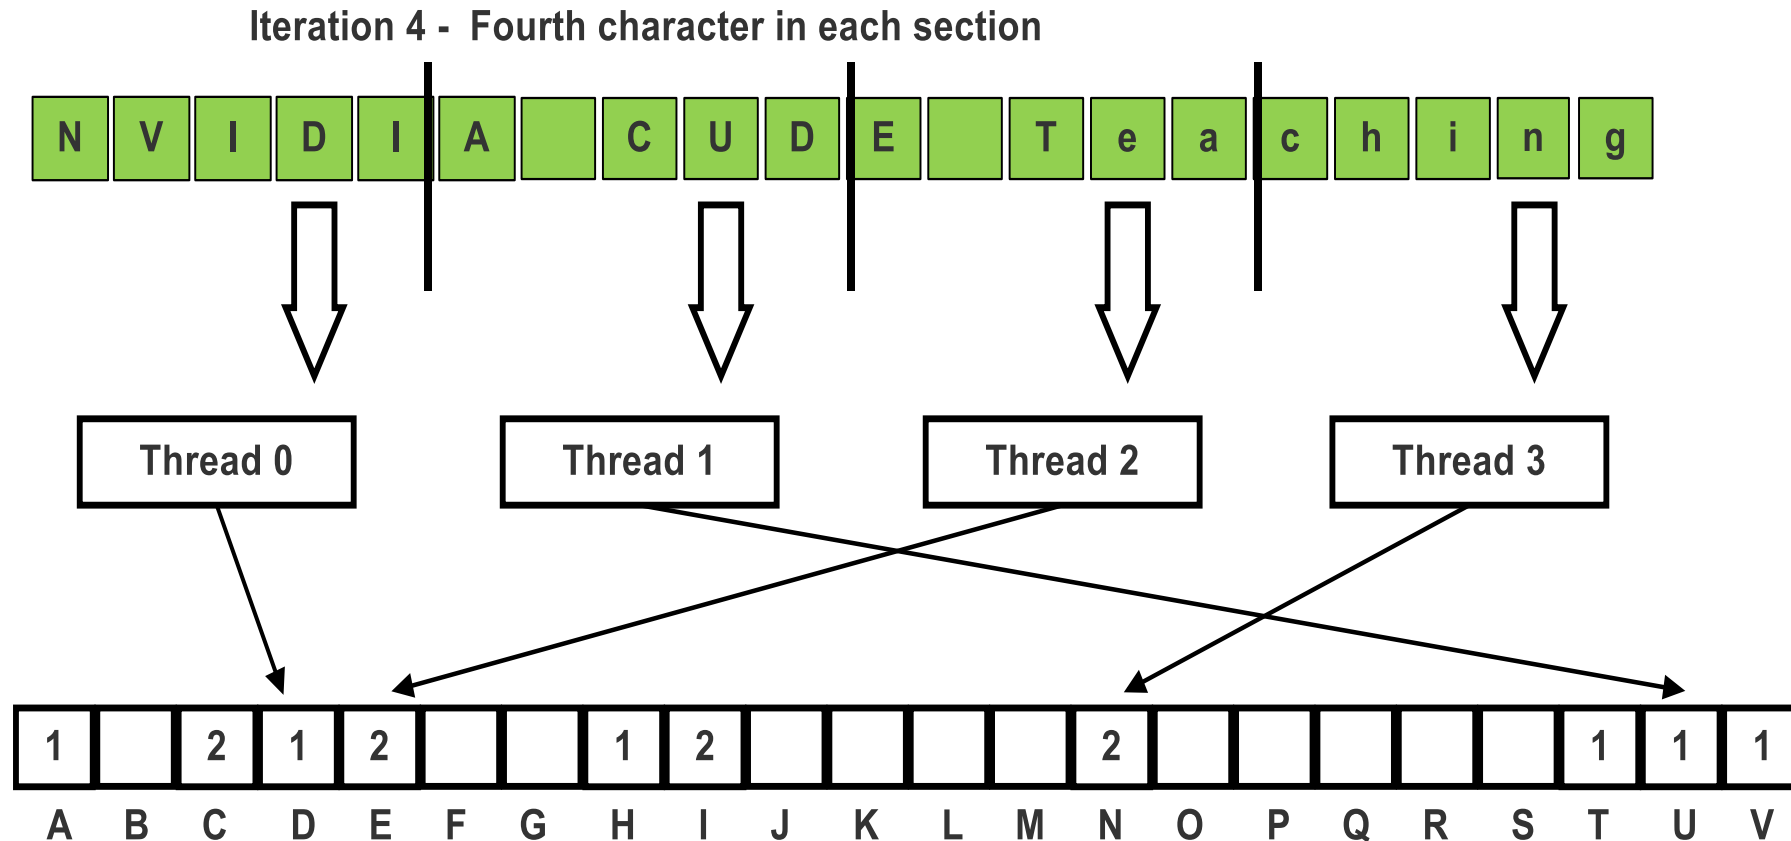 Iteration 4 - Fourth character in each section
N V I D I A C U D E T e a c h i n g
Thread 0 Thread 1 Thread 2 Thread 3
1 2 1 2 1 2 2 1 1 1
A B C D E F G H I J K L M N O P Q R S T U V